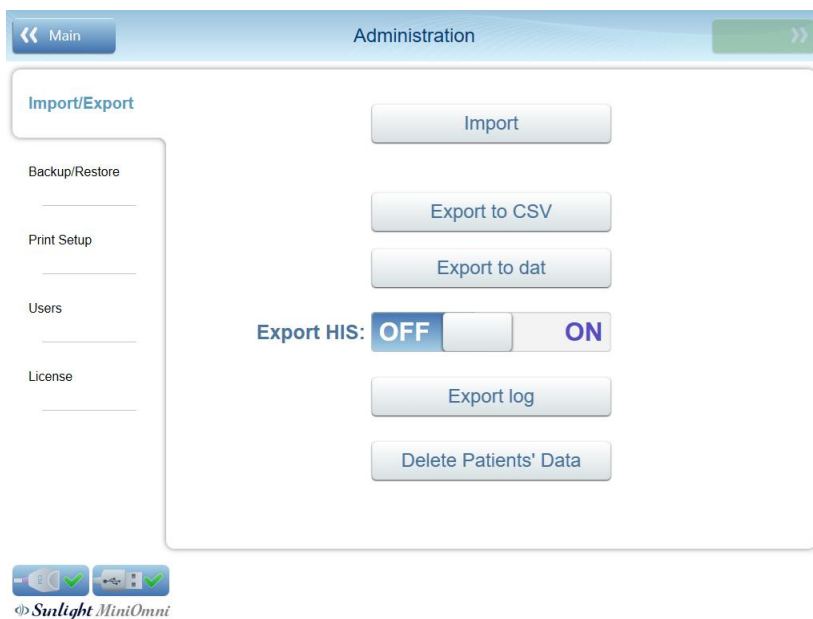 Main
Administration
Import/Export
Import
Backup/Restore
Export to CSV
Print Setup
Export to dat
Users
Export HIS: OFF ON
License
Export log
Delete Patients' Data
Sunlight MiniOmni